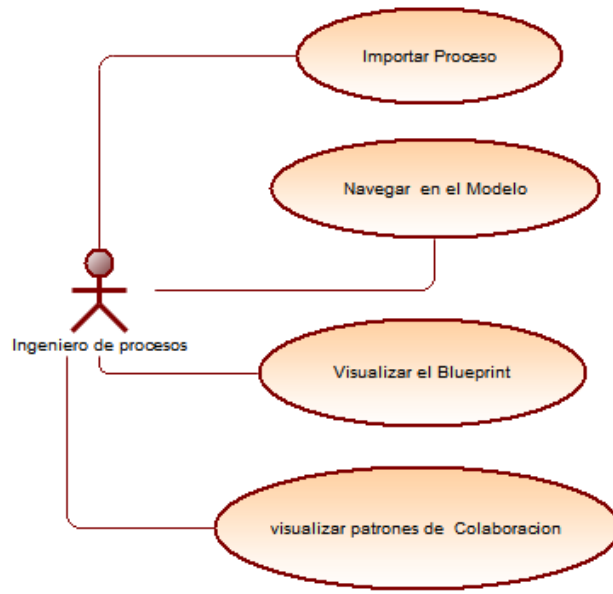 Importar Proceso
Navegar en el Modelo
Ingeniero de procesos
Visualizar el Blueprint
visualizar patrones de Colaboracion